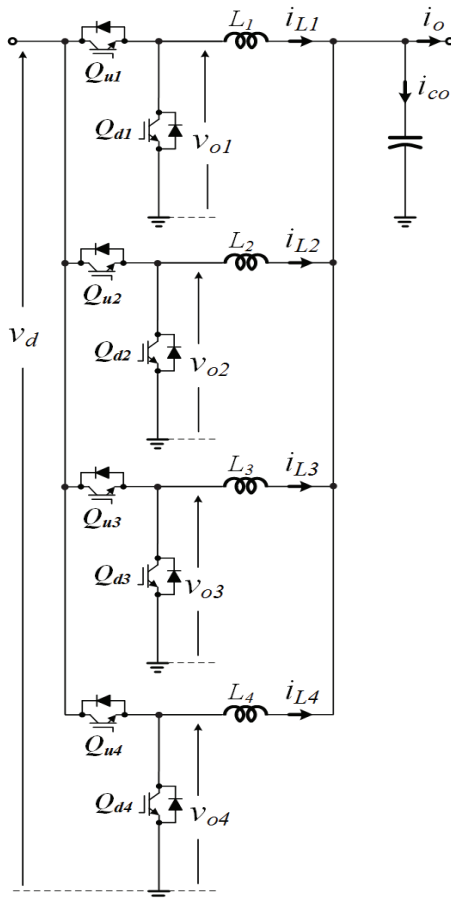 L1 iL1 io
Qu1 ico
Qd1 vo1
L2 iL2
Qu2
vd Qd2 vo2
L3 iL3
Qu3
Qd3 vo3
L4 iL4
Qu4
Qd4 vo4